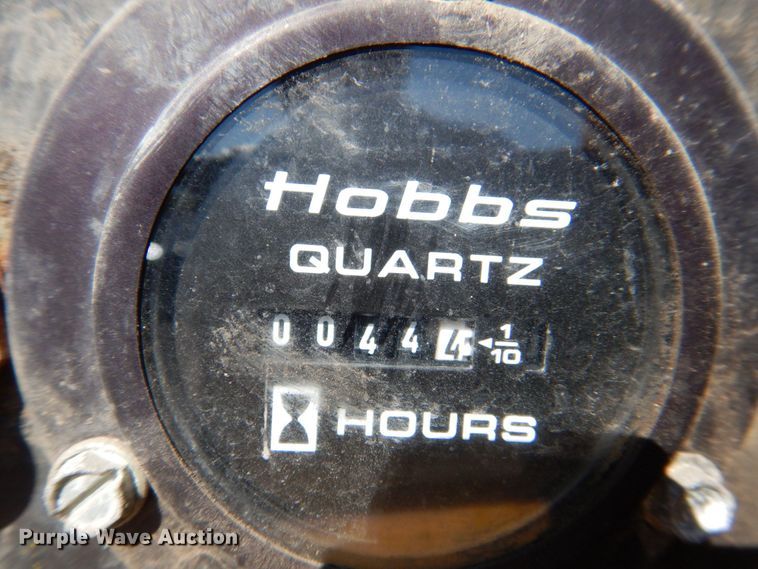 Hobbs
QUARTZ
0 0 4 4 4 ◄ 1/10
HOURS
Purple Wave Auction